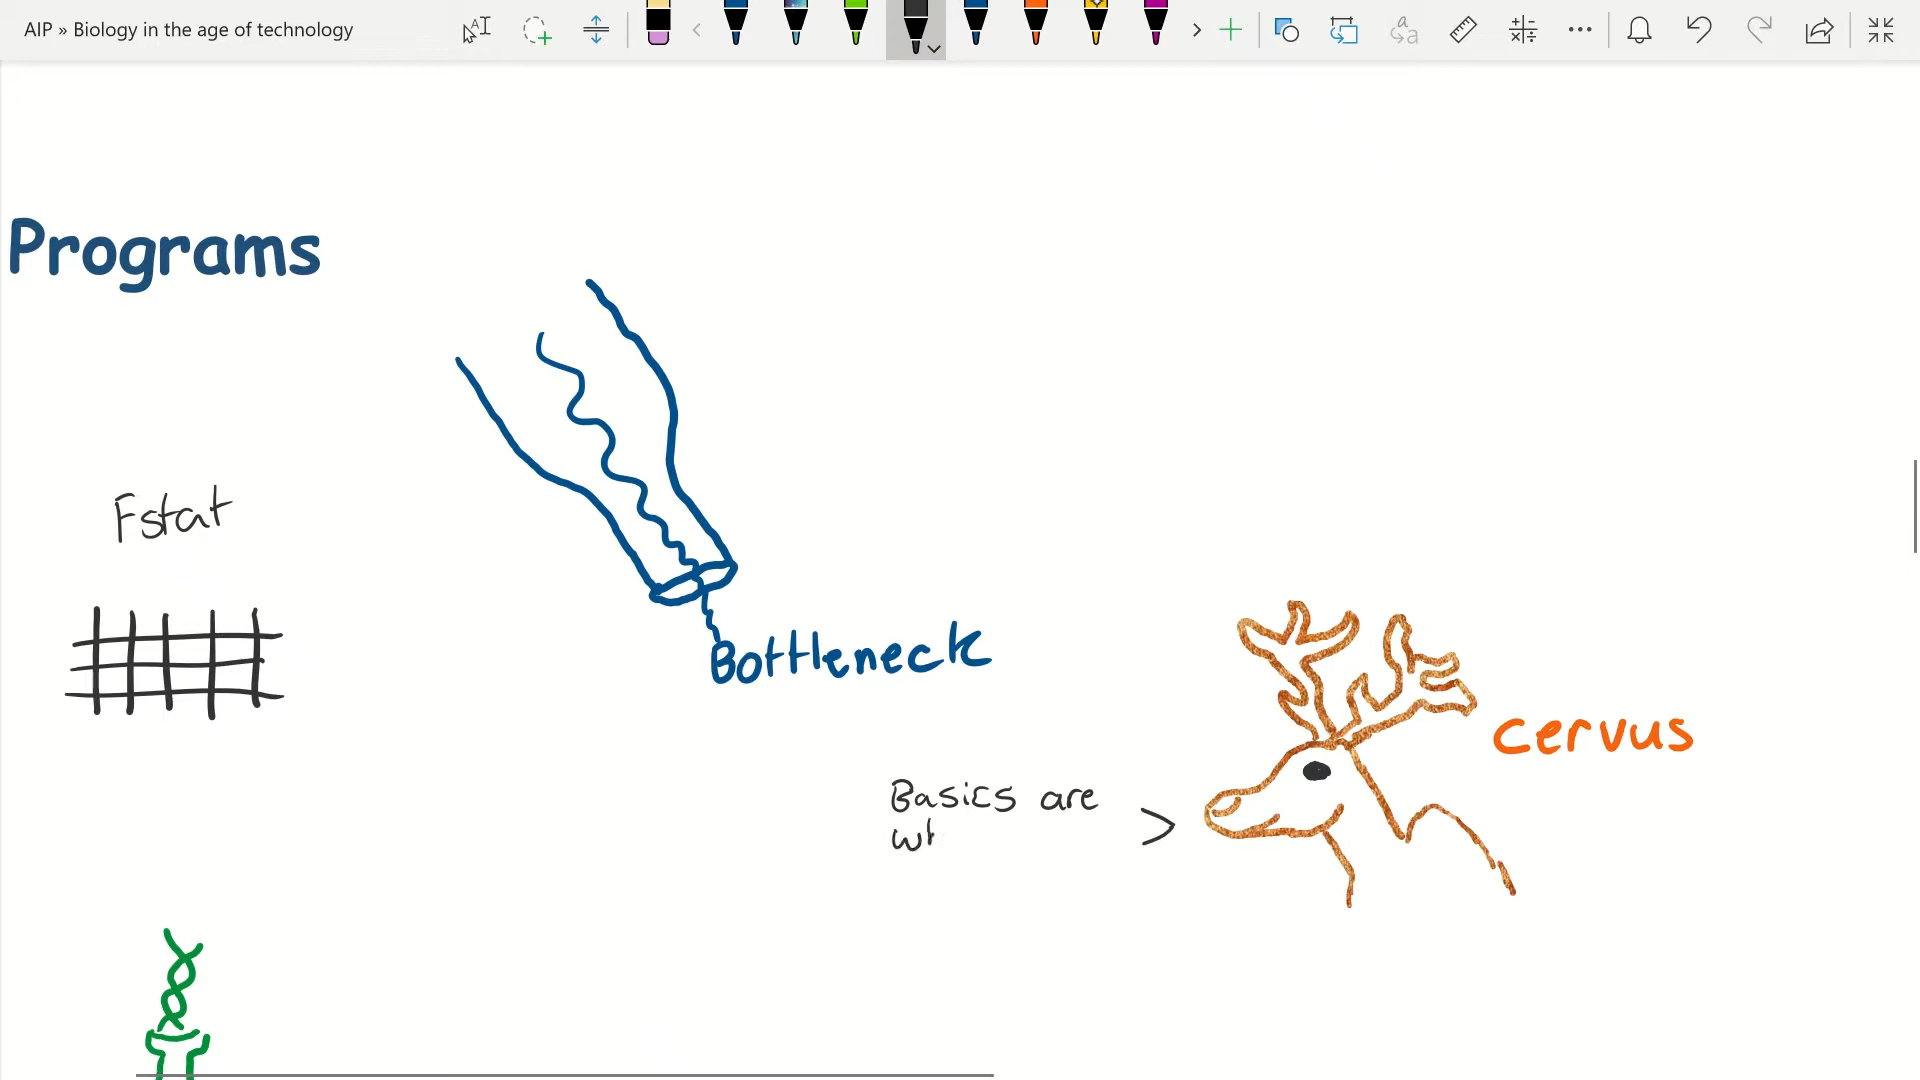 AIP » Biology in the age of technology
Programs
Fstat
Bottleneck
cervus
Basics are